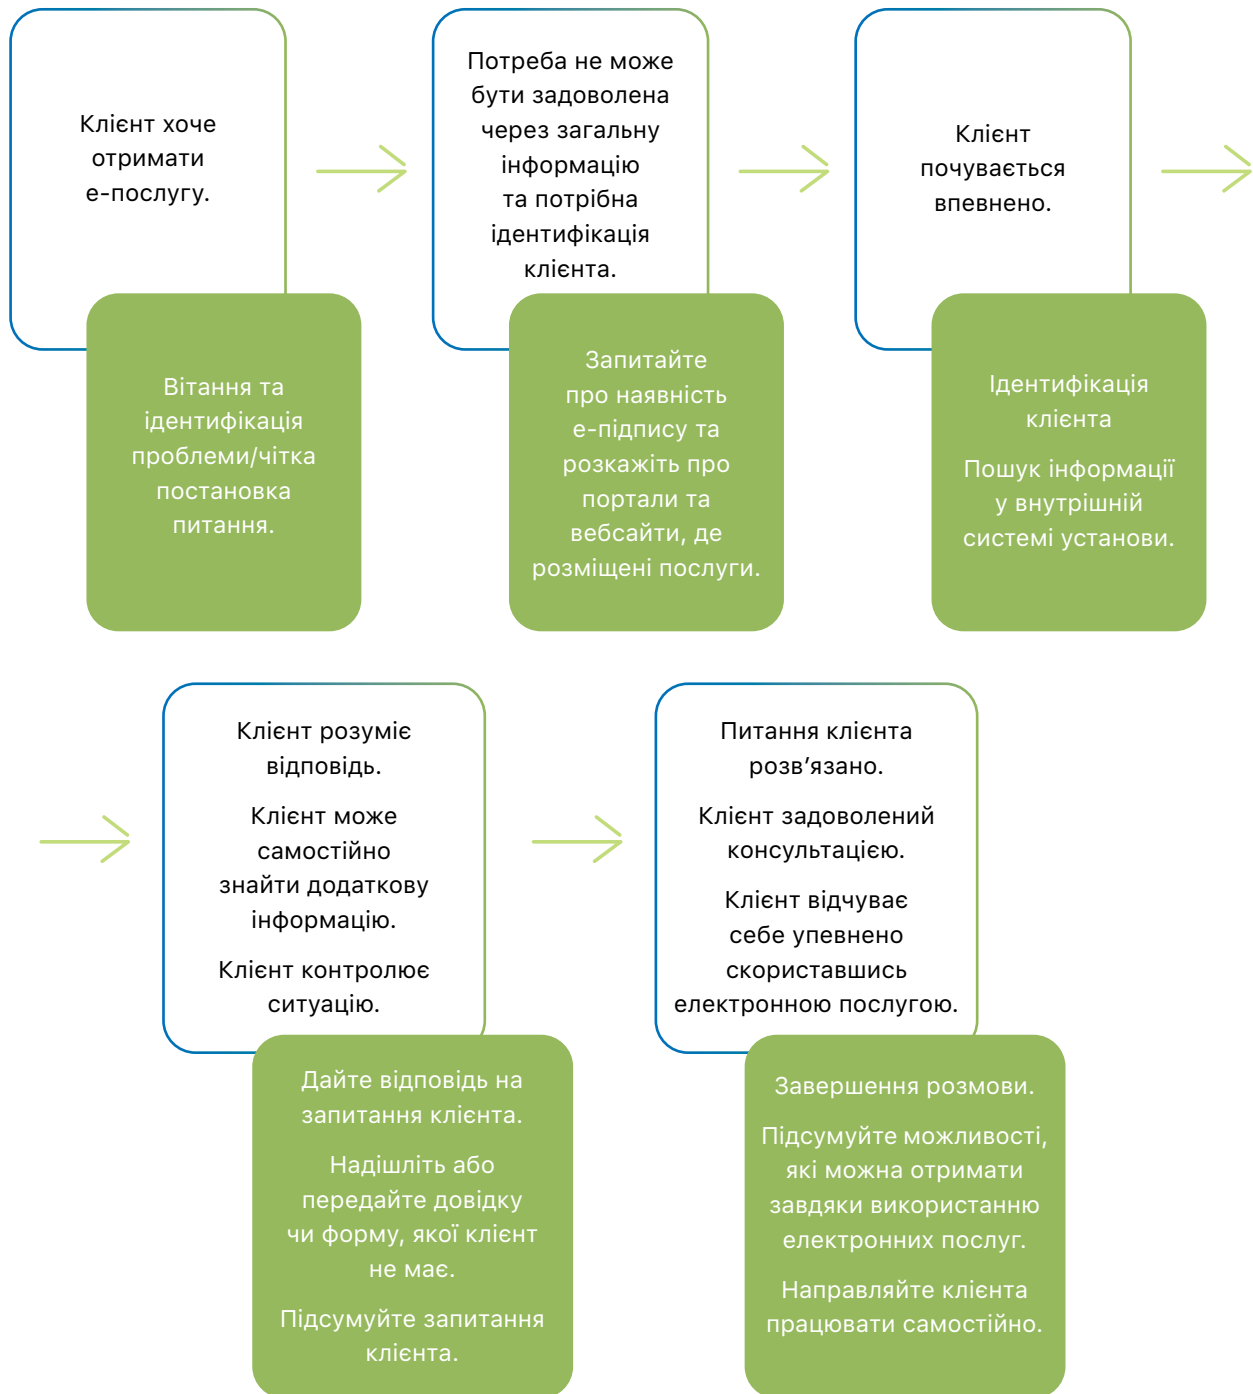 Клієнт хоче
отримати
е-послугу.
Вітання та
ідентифікація
проблеми/чітка
постановка
питання.
Потреба не може
бути задоволена
через загальну
інформацію
та потрібна
ідентифікація
клієнта.
Запитайте
про наявність
е-підпису та
розкажіть про
портали та
вебсайти, де
розміщені послуги.
Клієнт
почувається
впевнено.
Ідентифікація
клієнта
Пошук інформації
у внутрішній
системі установи.
Клієнт розуміє
відповідь.
Клієнт може
самостійно
знайти додаткову
інформацію.
Клієнт контролює
ситуацію.
Дайте відповідь на
запитання клієнта.
Надішліть або
передайте довідку
чи форму, якої клієнт
не має.
Підсумуйте запитання
клієнта.
Питання клієнта
розв’язано.
Клієнт задоволений
консультацією.
Клієнт відчуває
себе упевнено
скориставшись
електронною послугою.
Завершення розмови.
Підсумуйте можливості,
які можна отримати
завдяки використанню
електронних послуг.
Направляйте клієнта
працювати самостійно.